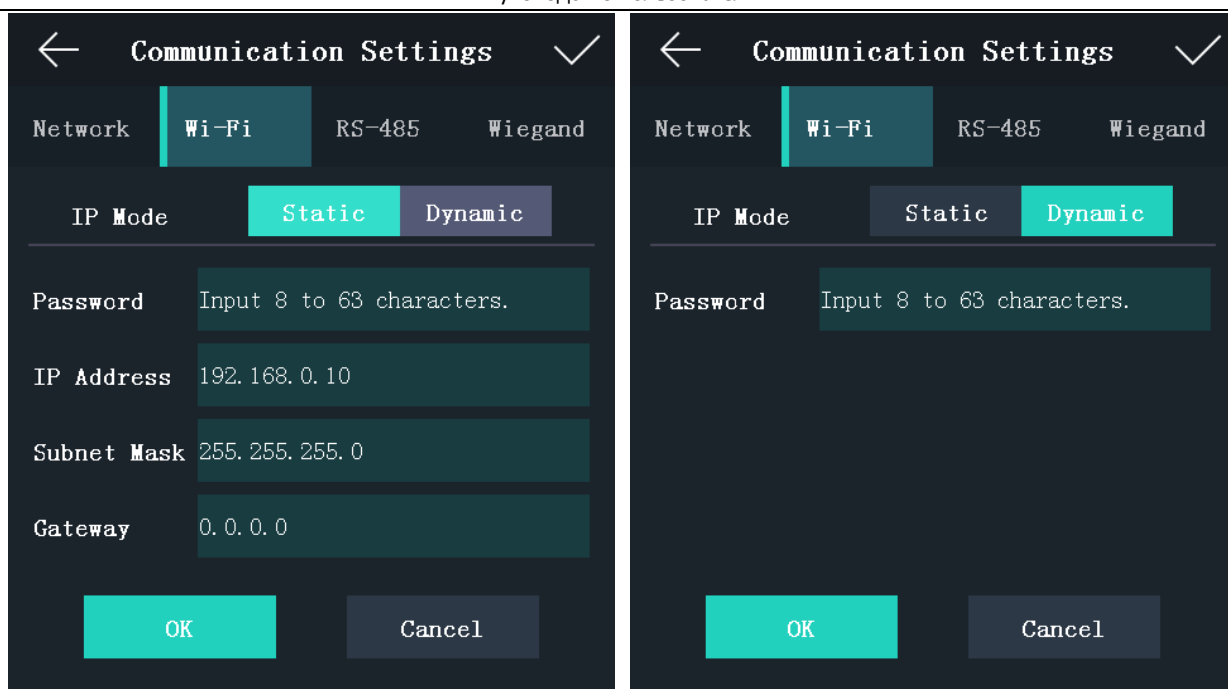 Communication Settings
Network Wi-Fi RS-485 Wiegand
IP Mode Static Dynamic
Password Input 8 to 63 characters.
IP Address 192.168.0.10
Subnet Mask 255.255.255.0
Gateway 0.0.0.0
OK Cancel
Communication Settings
Network Wi-Fi RS-485 Wiegand
IP Mode Static Dynamic
Password Input 8 to 63 characters.
OK Cancel